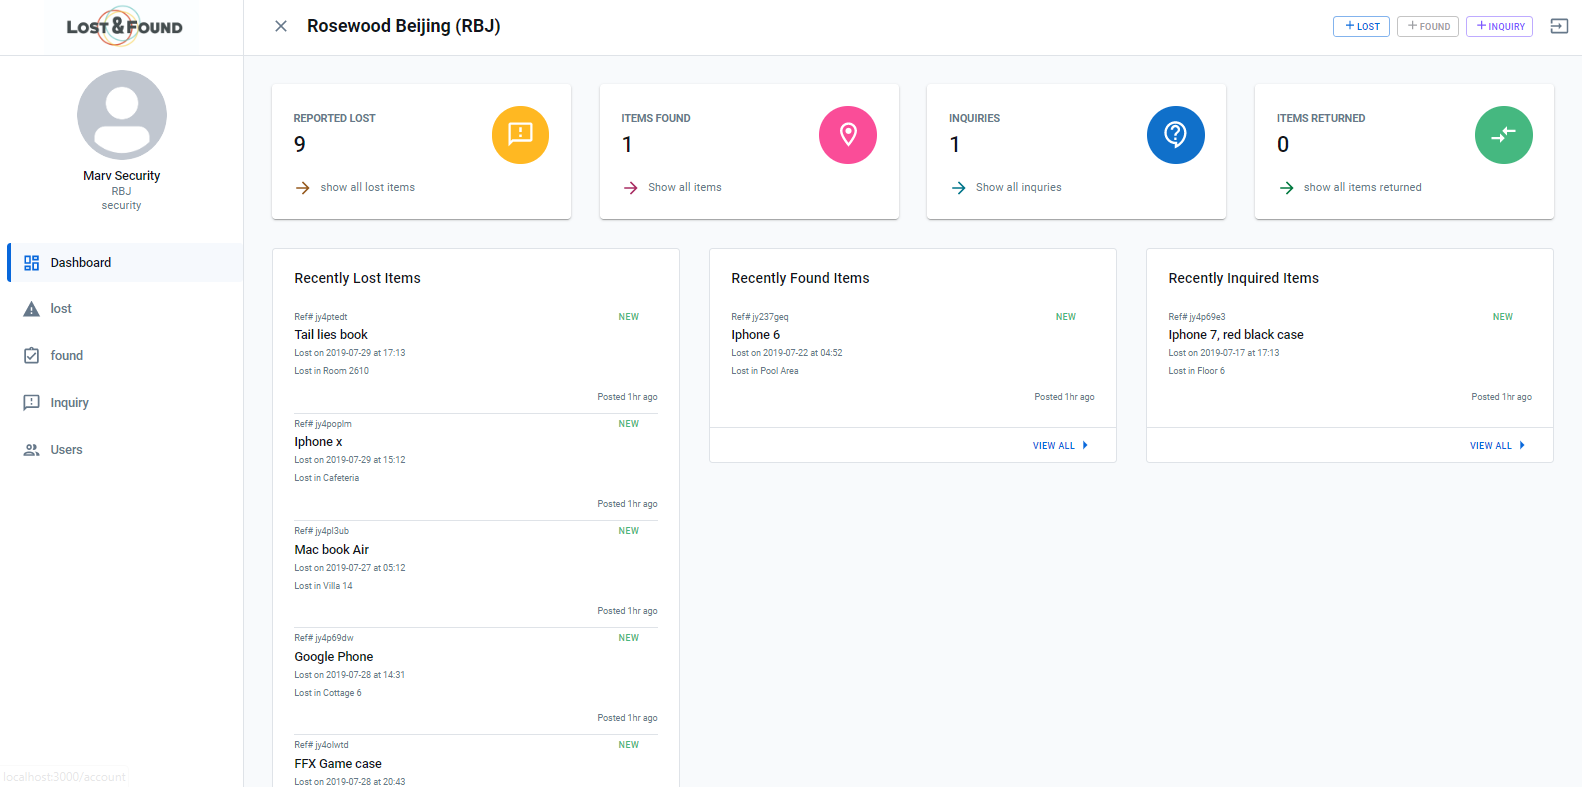 LOST&FOUND
Rosewood Beijing (RBJ)
+ LOST
+ FOUND
+ INQUIRY
Marv Security
RBJ
security
Dashboard
lost
found
Inquiry
Users
REPORTED LOST
9
show all lost items
ITEMS FOUND
1
Show all items
INQUIRIES
1
Show all inquries
ITEMS RETURNED
0
show all items returned
Recently Lost Items
Ref# jy4ptedt NEW
Tail lies book
Lost on 2019-07-29 at 17:13
Lost in Room 2610
Posted 1hr ago
Ref# jy4poplm NEW
Iphone x
Lost on 2019-07-29 at 15:12
Lost in Cafeteria
Posted 1hr ago
Ref# jy4pl3ub NEW
Mac book Air
Lost on 2019-07-27 at 05:12
Lost in Villa 14
Posted 1hr ago
Ref# jy4p69dw NEW
Google Phone
Lost on 2019-07-28 at 14:31
Lost in Cottage 6
Posted 1hr ago
Ref# jy4olwtd NEW
FFX Game case
Lost on 2019-07-28 at 20:43
Recently Found Items
Ref# jy237geq NEW
Iphone 6
Lost on 2019-07-22 at 04:52
Lost in Pool Area
Posted 1hr ago
VIEW ALL
Recently Inquired Items
Ref# jy4p69e3 NEW
Iphone 7, red black case
Lost on 2019-07-17 at 17:13
Lost in Floor 6
Posted 1hr ago
VIEW ALL
localhost:3000/account